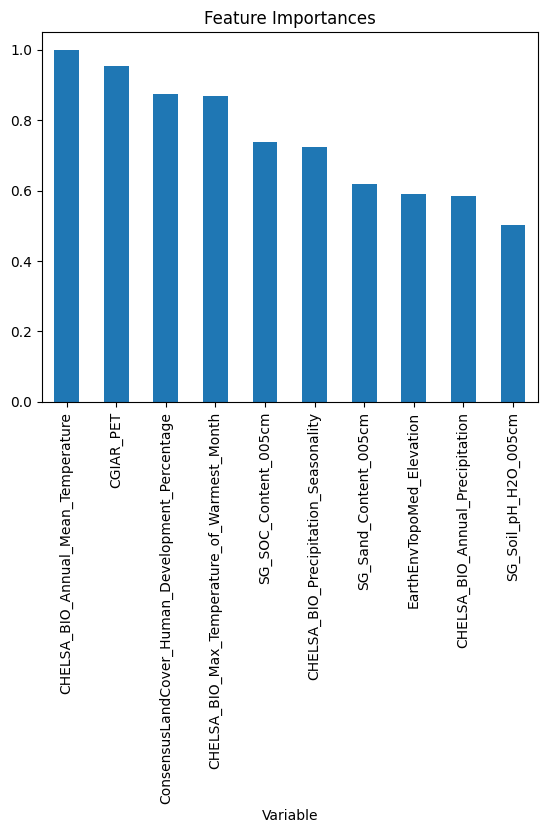 Feature Importances
1.0
0.8
0.6
0.4
0.2
0.0
CHELSA_BIO_Annual_Mean_Temperature
CGIAR_PET
ConsensusLandCover_Human_Development_Percentage
CHELSA_BIO_Max_Temperature_of_Warmest_Month
SG_SOC_Content_005cm
CHELSA_BIO_Precipitation_Seasonality
SG_Sand_Content_005cm
EarthEnvTopoMed_Elevation
CHELSA_BIO_Annual_Precipitation
SG_Soil_pH_H2O_005cm
Variable